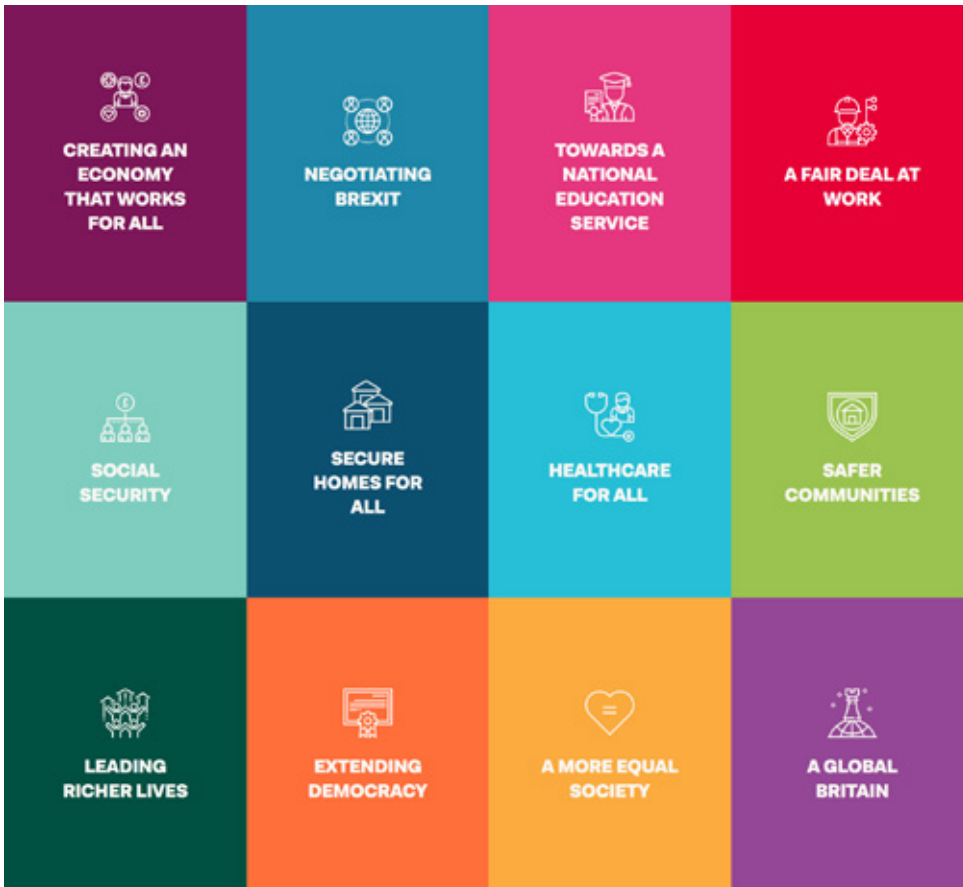 CREATING AN
ECONOMY
THAT WORKS
FOR ALL
NEGOTIATING
BREXIT
TOWARDS A
NATIONAL
EDUCATION
SERVICE
A FAIR DEAL AT
WORK
£
SOCIAL
SECURITY
SECURE
HOMES FOR
ALL
HEALTHCARE
FOR ALL
SAFER
COMMUNITIES
LEADING
RICHER LIVES
EXTENDING
DEMOCRACY
=
A MORE EQUAL
SOCIETY
A GLOBAL
BRITAIN